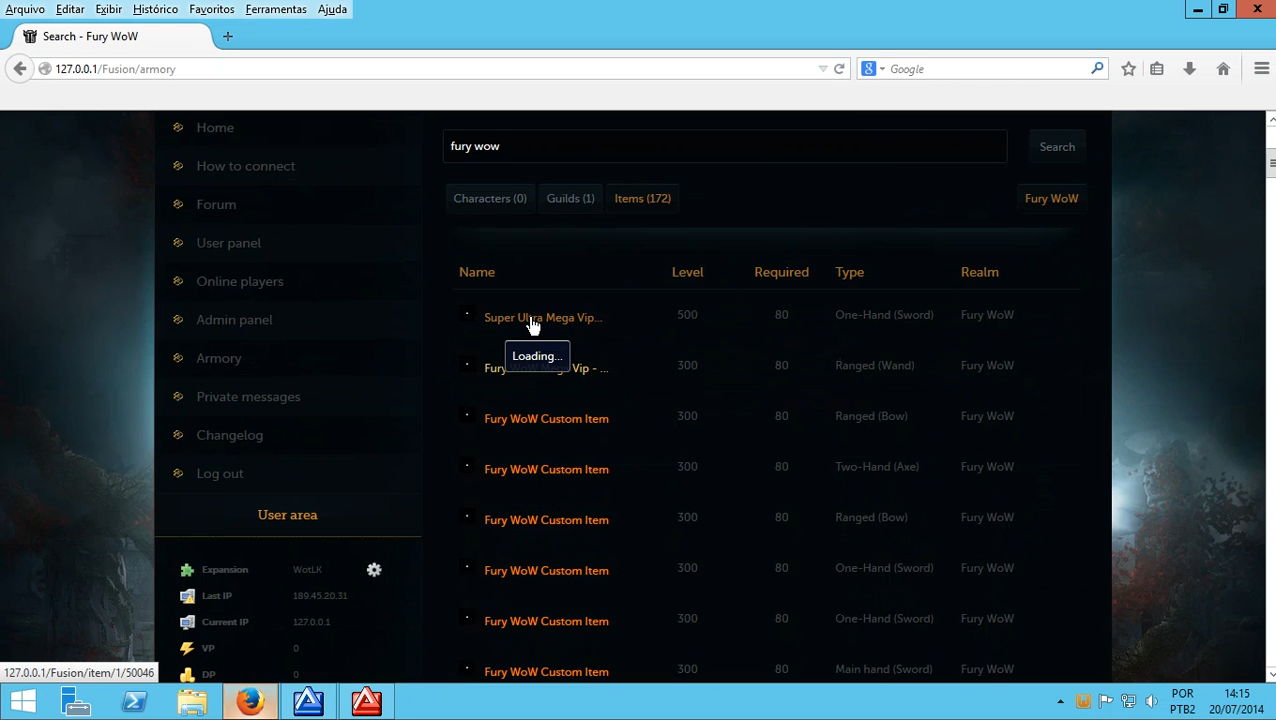 Arquivo Editar Exibir Histórico Favoritos Ferramentas Ajuda
Search - Fury WoW
127.0.0.1/Fusion/armory
Google
Home
How to connect
Forum
User panel
Online players
Admin panel
Armory
Private messages
Changelog
Log out
User area
Expansion WotLK
Last IP 189.45.20.31
Current IP 127.0.0.1
VP 0
DP 0
fury wow
Search
Characters (0) Guilds (1) Items (172) Fury WoW
Name Level Required Type Realm
Super Ultra Mega Vip... 500 80 One-Hand (Sword) Fury WoW
Loading...
Fury WoW Mega Vip - ... 300 80 Ranged (Wand) Fury WoW
Fury WoW Custom Item 300 80 Ranged (Bow) Fury WoW
Fury WoW Custom Item 300 80 Two-Hand (Axe) Fury WoW
Fury WoW Custom Item 300 80 Ranged (Bow) Fury WoW
Fury WoW Custom Item 300 80 One-Hand (Sword) Fury WoW
Fury WoW Custom Item 300 80 One-Hand (Sword) Fury WoW
Fury WoW Custom Item 300 80 Main hand (Sword) Fury WoW
127.0.0.1/Fusion/item/1/50046
POR 14:15
PTB2 20/07/2014